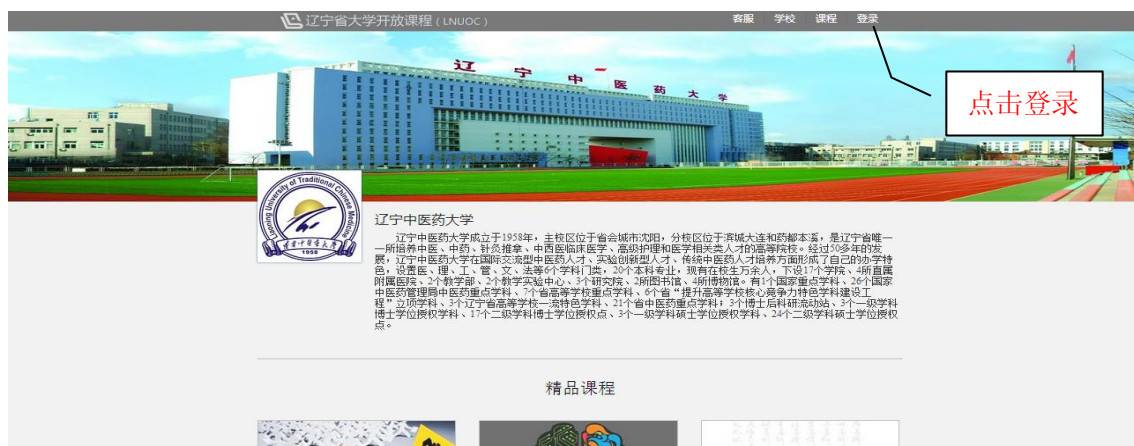 辽宁省大学开放课程（LNUOC）
客服 学校 课程 登录
辽宁中医药大学
点击登录
Liaoning University of Traditional Chinese Medicine
辽宁中医药大学
1958
辽宁中医药大学
辽宁中医药大学成立于1958年，主校区位于省会城市沈阳，分校区位于滨城大连和药都本溪，是辽宁省唯一
一所培养中医、中药、针灸推拿、中西医临床医学、高级护理和医学相关类人才的高等院校。经过50多年的发
展，辽宁中医药大学在国际交流型中医药人才、实验创新型人才、传统中医药人才培养方面形成了自己的办学特
色，设置医、理、工、管、文、法等6个学科门类，20个本科专业，现有在校生万余人，下设17个学院、4所直属
附属医院、2个教学部、2个教学实验中心、3个研究院、2所图书馆、4所博物馆。有1个国家重点学科、26个国家
中医药管理局中医药重点学科、7个省高等学校重点学科、6个省“提升高等学校核心竞争力特色学科建设工
程”立项学科、3个辽宁省高等学校一流特色学科、21个省中医药重点学科；3个博士后科研流动站、3个一级学科
博士学位授权学科、17个二级学科博士学位授权点、3个一级学科硕士学位授权学科、24个二级学科硕士学位授权
点。
精品课程